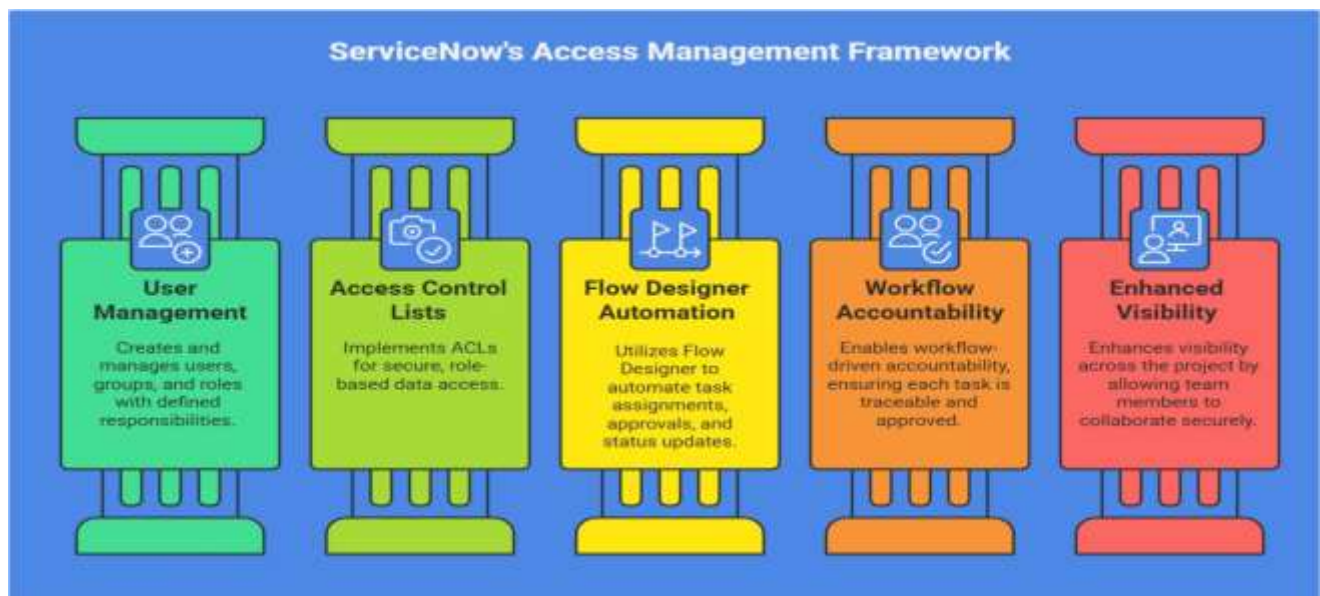 ServiceNow's Access Management Framework
User
Management
Creates and
manages users,
groups, and roles
with defined
responsibilities.
Access Control
Lists
Implements ACLs
for secure, role-
based data access.
Flow Designer
Automation
Utilizes Flow
Designer to
automate task
assignments,
approvals, and
status updates.
Workflow
Accountability
Enables workflow-
driven accountability,
ensuring each task is
traceable and
approved.
Enhanced
Visibility
Enhances visibility
across the project by
allowing team
members to
collaborate securely.